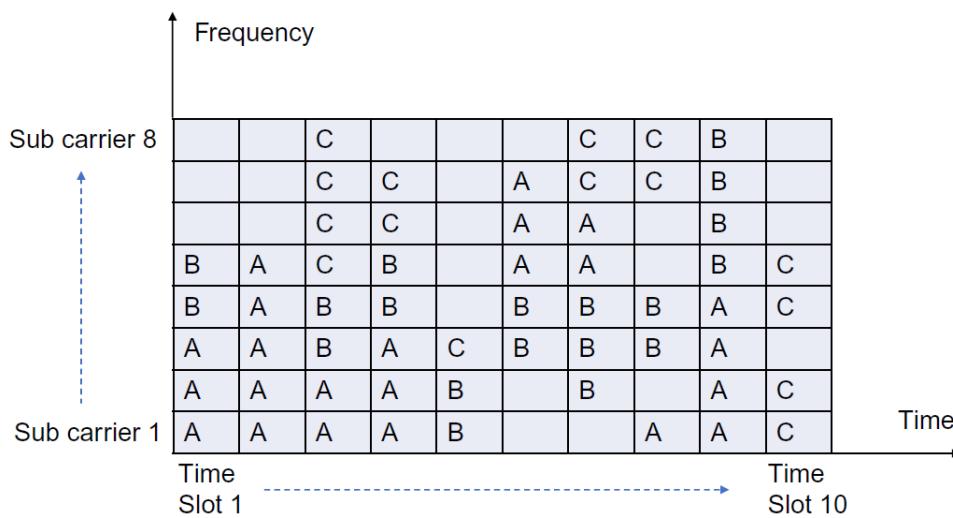 Frequency
Sub carrier 8 C C C B
C C A C C B
C C A A B
B A C B A A B C
B A B B B B B A C
A A B A C B B B A
A A A A B B A C
Sub carrier 1 A A A A B A A C
Time
Time Slot 1
Time Slot 10